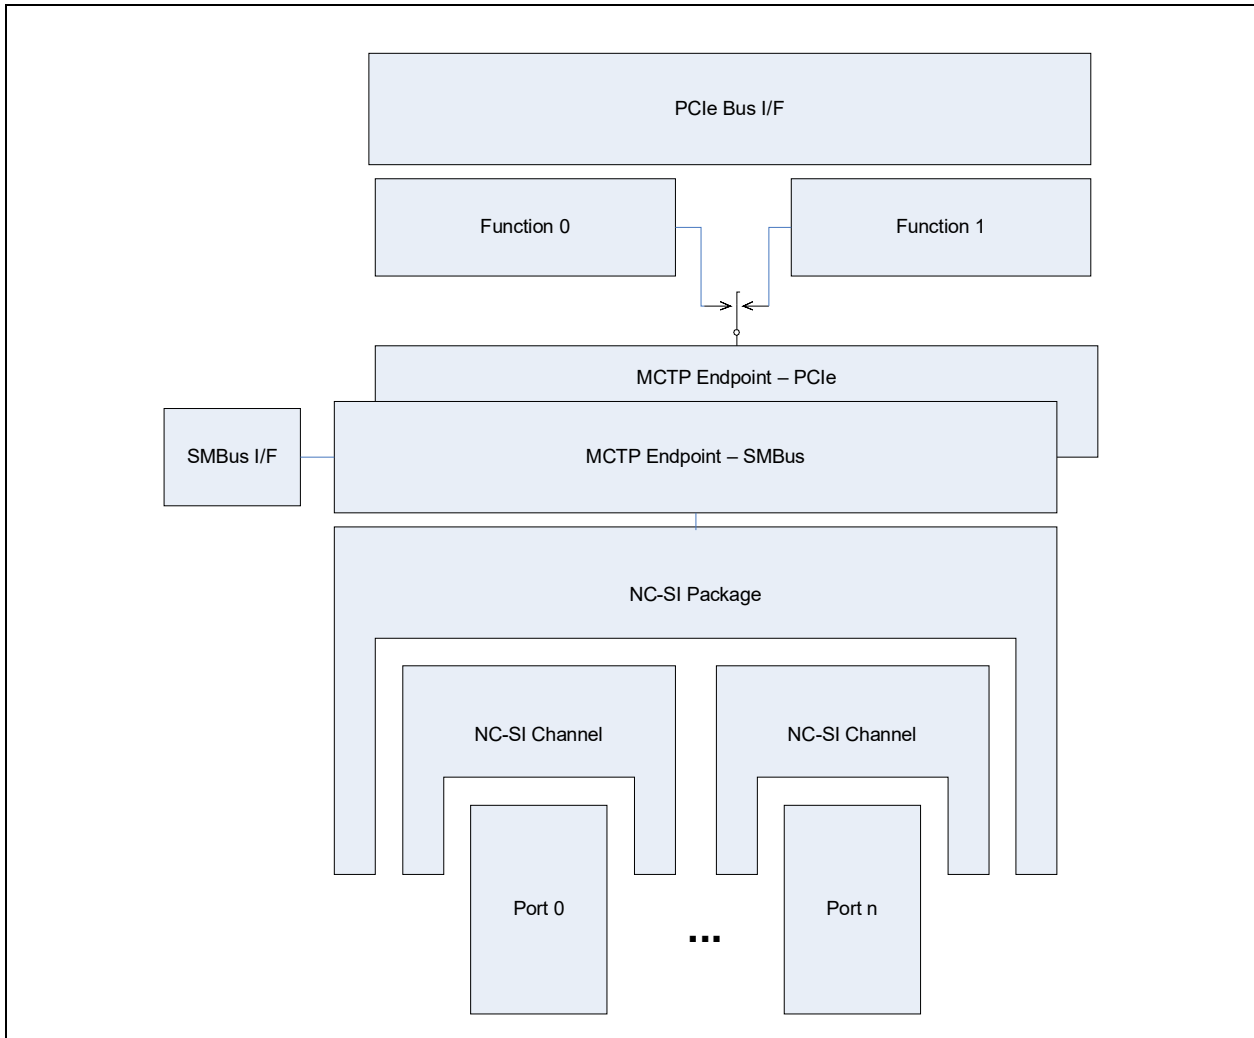 PCIe Bus I/F
Function 0
Function 1
MCTP Endpoint – PCIe
SMBus I/F
MCTP Endpoint – SMBus
NC-SI Package
NC-SI Channel
NC-SI Channel
Port 0
...
Port n